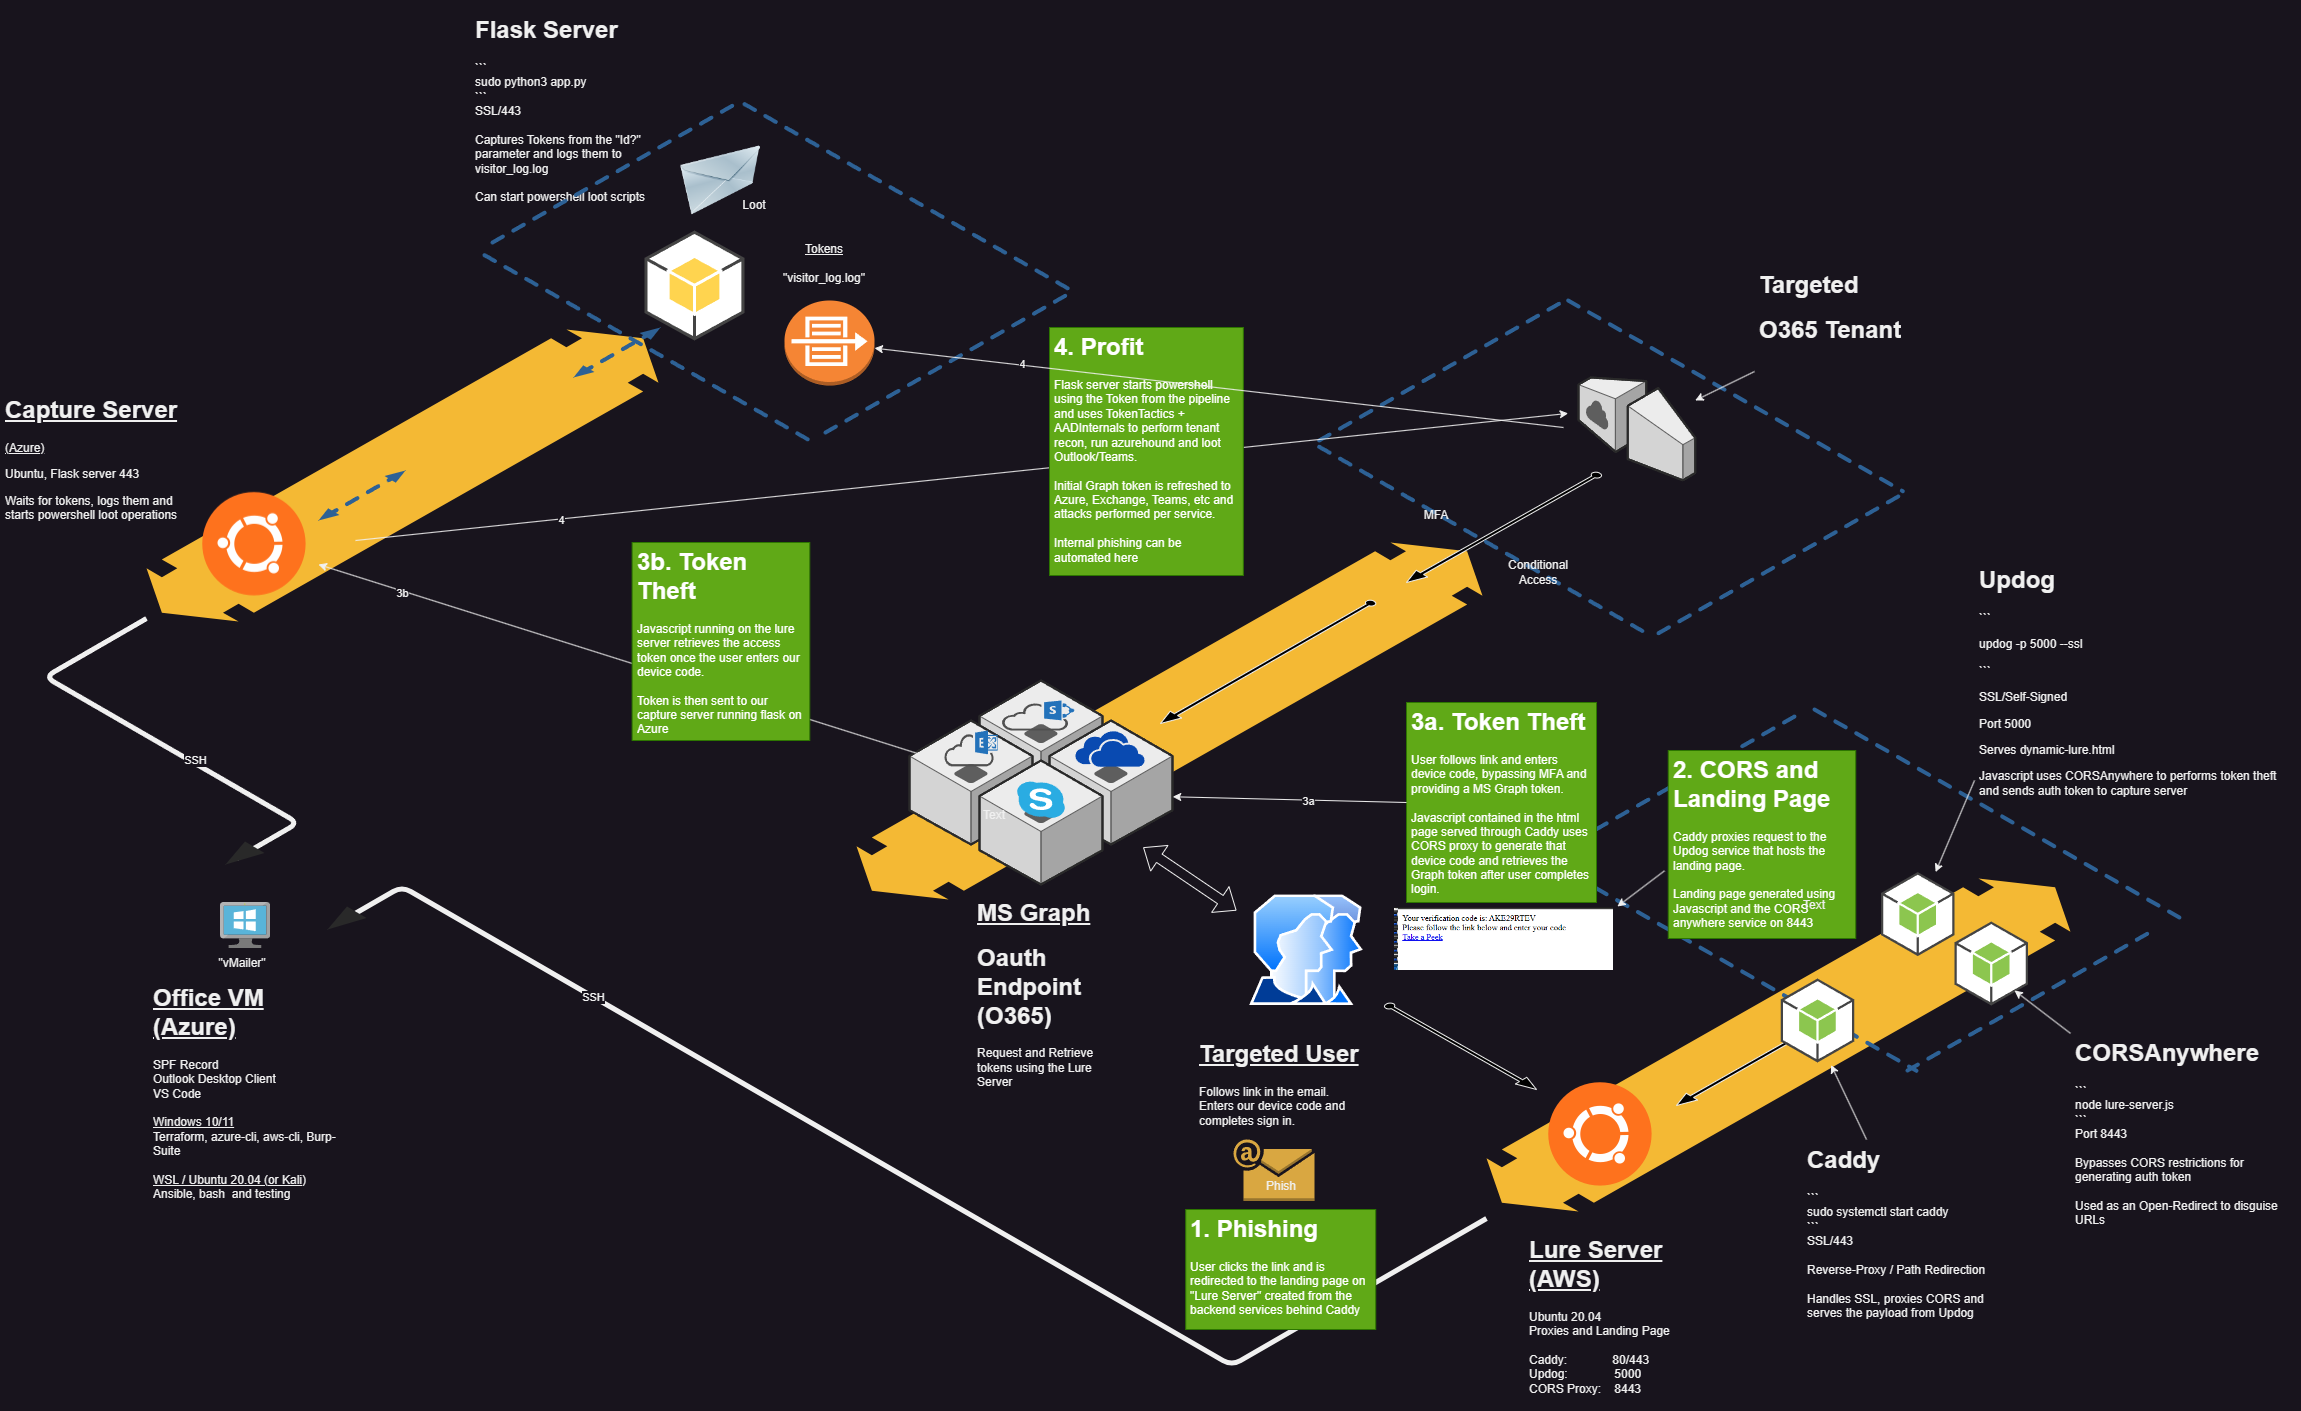 Flask Server
```
sudo python3 app.py
```
SSL/443
Captures Tokens from the "Id?"
parameter and logs them to
visitor_log.log
Can start powershell loot scripts
Loot
Tokens
"visitor_log.log"
Capture Server
(Azure)
Ubuntu, Flask server 443
Waits for tokens, logs them and
starts powershell loot operations
4. Profit
Flask server starts powershell
using the Token from the pipeline
and uses TokenTactics +
AADInternals to perform tenant
recon, run azurehound and loot
Outlook/Teams.
Initial Graph token is refreshed to
Azure, Exchange, Teams, etc and
attacks performed per service.
Internal phishing can be
automated here
4
4
Targeted
O365 Tenant
MFA
Conditional
Access
3b
3b. Token
Theft
Javascript running on the lure
server retrieves the access
token once the user enters our
device code.
Token is then sent to our
capture server running flask on
Azure
SSH
S
E
S
Text
3a
3a. Token Theft
User follows link and enters
device code, bypassing MFA and
providing a MS Graph token.
Javascript contained in the html
page served through Caddy uses
CORS proxy to generate that
device code and retrieves the
Graph token after user completes
login.
2. CORS and
Landing Page
Caddy proxies request to the
Updog service that hosts the
landing page.
Landing page generated using
Javascript and the CORS
anywhere service on 8443
Text
Updog
```
updog -p 5000 --ssl
```
SSL/Self-Signed
Port 5000
Serves dynamic-lure.html
Javascript uses CORSAnywhere to performs token theft
and sends auth token to capture server
Your verification code is: AKE29RTEV
Please follow the link below and enter your code
Take a Peek
"vMailer"
Office VM
(Azure)
SPF Record
Outlook Desktop Client
VS Code
Windows 10/11
Terraform, azure-cli, aws-cli, Burp-
Suite
WSL / Ubuntu 20.04 (or Kali)
Ansible, bash  and testing
SSH
MS Graph
Oauth
Endpoint
(O365)
Request and Retrieve
tokens using the Lure
Server
Targeted User
Follows link in the email.
Enters our device code and
completes sign in.
@
Phish
1. Phishing
User clicks the link and is
redirected to the landing page on
"Lure Server" created from the
backend services behind Caddy
Lure Server
(AWS)
Ubuntu 20.04
Proxies and Landing Page
Caddy: 80/443
Updog: 5000
CORS Proxy: 8443
Caddy
```
sudo systemctl start caddy
```
SSL/443
Reverse-Proxy / Path Redirection
Handles SSL, proxies CORS and
serves the payload from Updog
CORSAnywhere
```
node lure-server.js
```
Port 8443
Bypasses CORS restrictions for
generating auth token
Used as an Open-Redirect to disguise
URLs